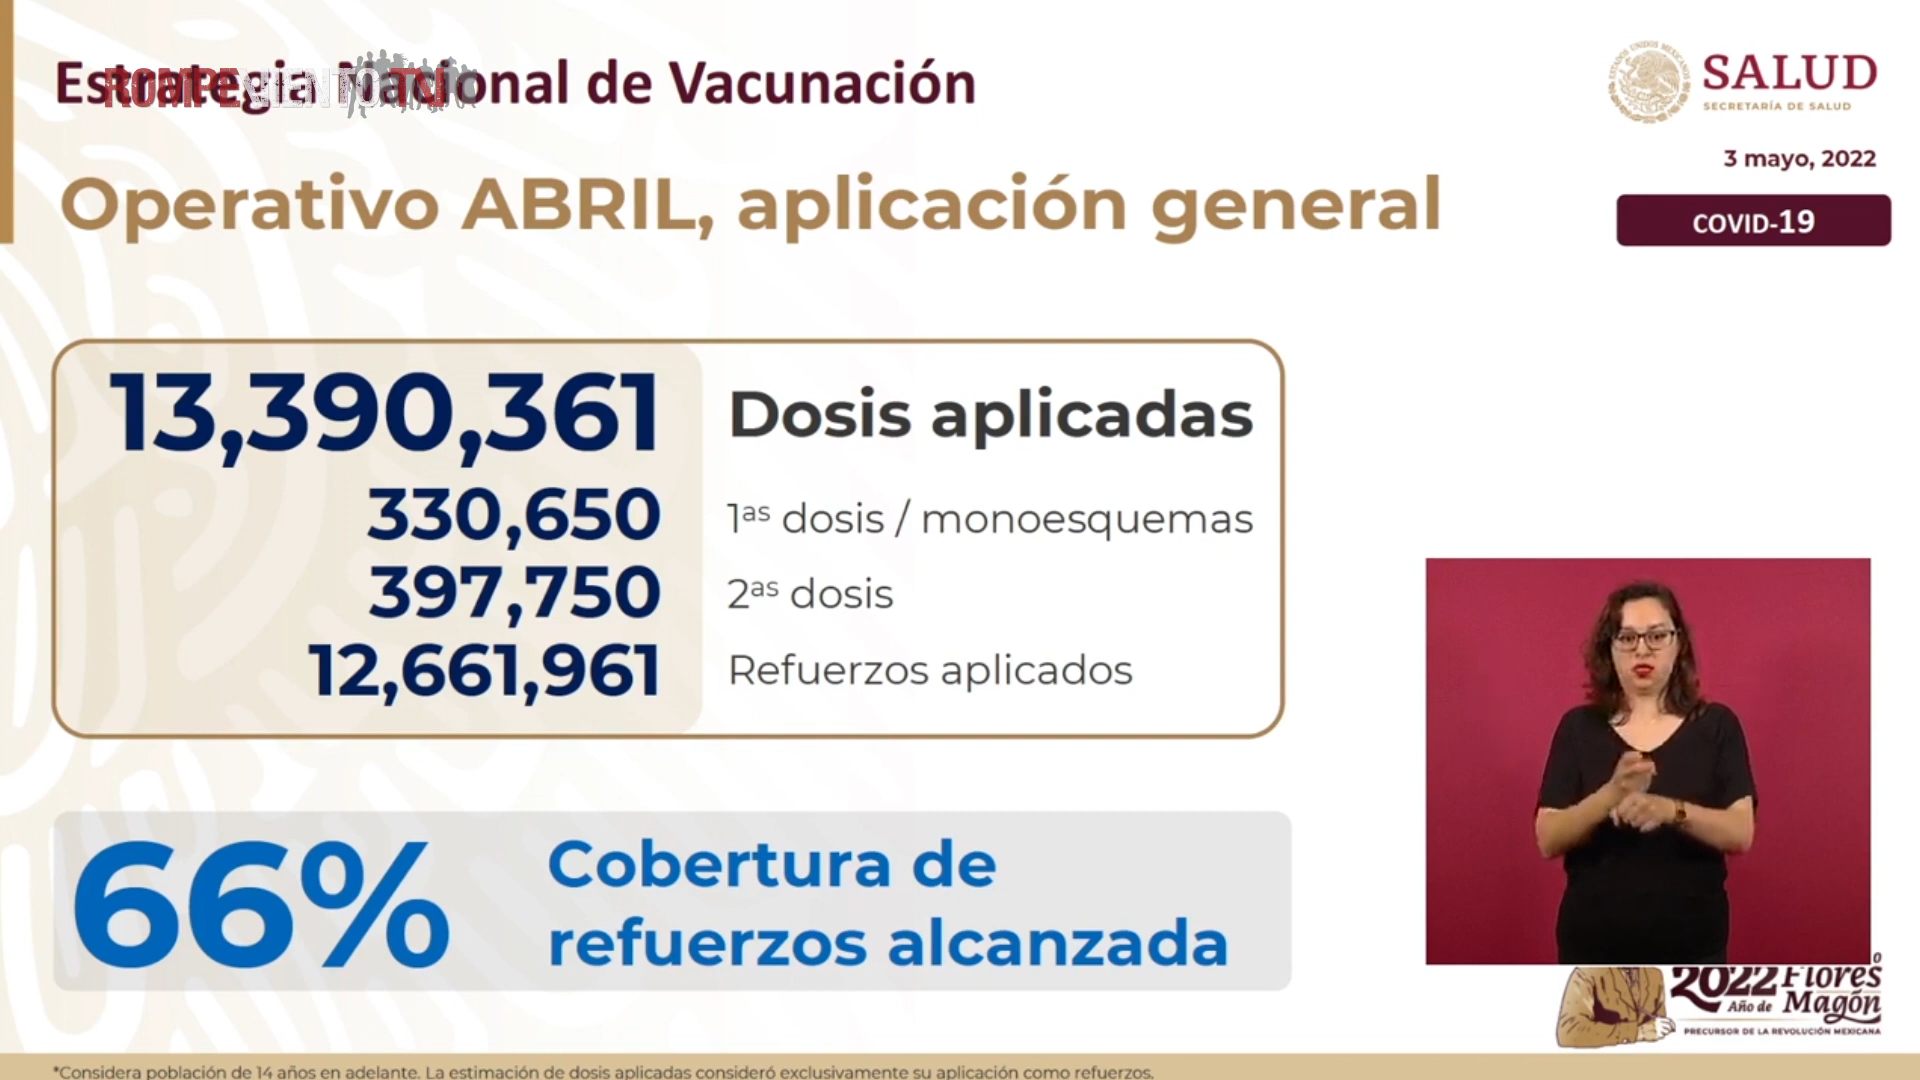 Estrategia Nacional de Vacunación
ROMPEVIENTO TV
SALUD
SECRETARÍA DE SALUD
3 mayo, 2022
COVID-19
Operativo ABRIL, aplicación general
13,390,361 Dosis aplicadas
330,650 1as dosis / monoesquemas
397,750 2as dosis
12,661,961 Refuerzos aplicados
66% Cobertura de
refuerzos alcanzada
2022 Flores
Año de Magón
PRECURSOR DE LA REVOLUCIÓN MEXICANA
*Considera población de 14 años en adelante. La estimación de dosis aplicadas consideró exclusivamente su aplicación como refuerzos.